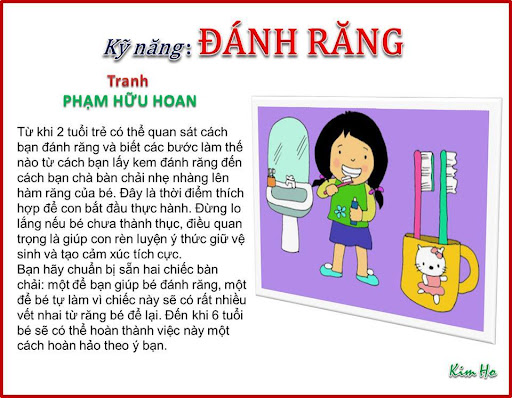 Kỹ năng: ĐÁNH RĂNG
Tranh
PHẠM HỮU HOAN
Từ khi 2 tuổi trẻ có thể quan sát cách
bạn đánh răng và biết các bước làm thế
nào từ cách bạn lấy kem đánh răng đến
cách bạn chà bàn chải nhẹ nhàng lên
hàm răng của bé. Đây là thời điểm thích
hợp để con bắt đầu thực hành. Đừng lo
lắng nếu bé chưa thành thục, điều quan
trọng là giúp con rèn luyện ý thức giữ vệ
sinh và tạo cảm xúc tích cực.
Bạn hãy chuẩn bị sẵn hai chiếc bàn
chải: một để bạn giúp bé đánh răng, một
để bé tự làm vì chiếc này sẽ có rất nhiều
vết nhai từ răng bé để lại. Đến khi 6 tuổi
bé sẽ có thể hoàn thành việc này một
cách hoàn hảo theo ý bạn.
Kim Ho